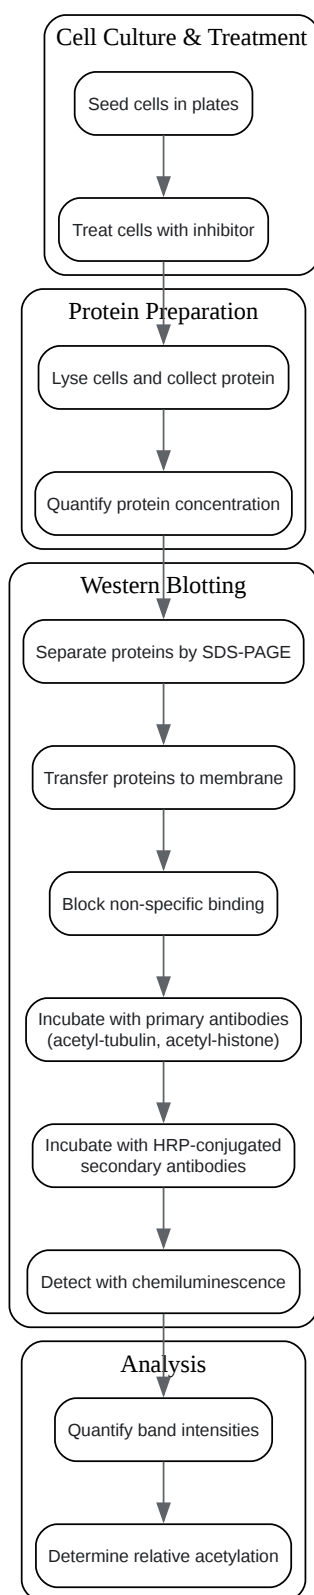 Cell Culture & Treatment
Seed cells in plates
Treat cells with inhibitor
Protein Preparation
Lyse cells and collect protein
Quantify protein concentration
Western Blotting
Separate proteins by SDS-PAGE
Transfer proteins to membrane
Block non-specific binding
Incubate with primary antibodies
(acetyl-tubulin, acetyl-histone)
Incubate with HRP-conjugated
secondary antibodies
Detect with chemiluminescence
Analysis
Quantify band intensities
Determine relative acetylation